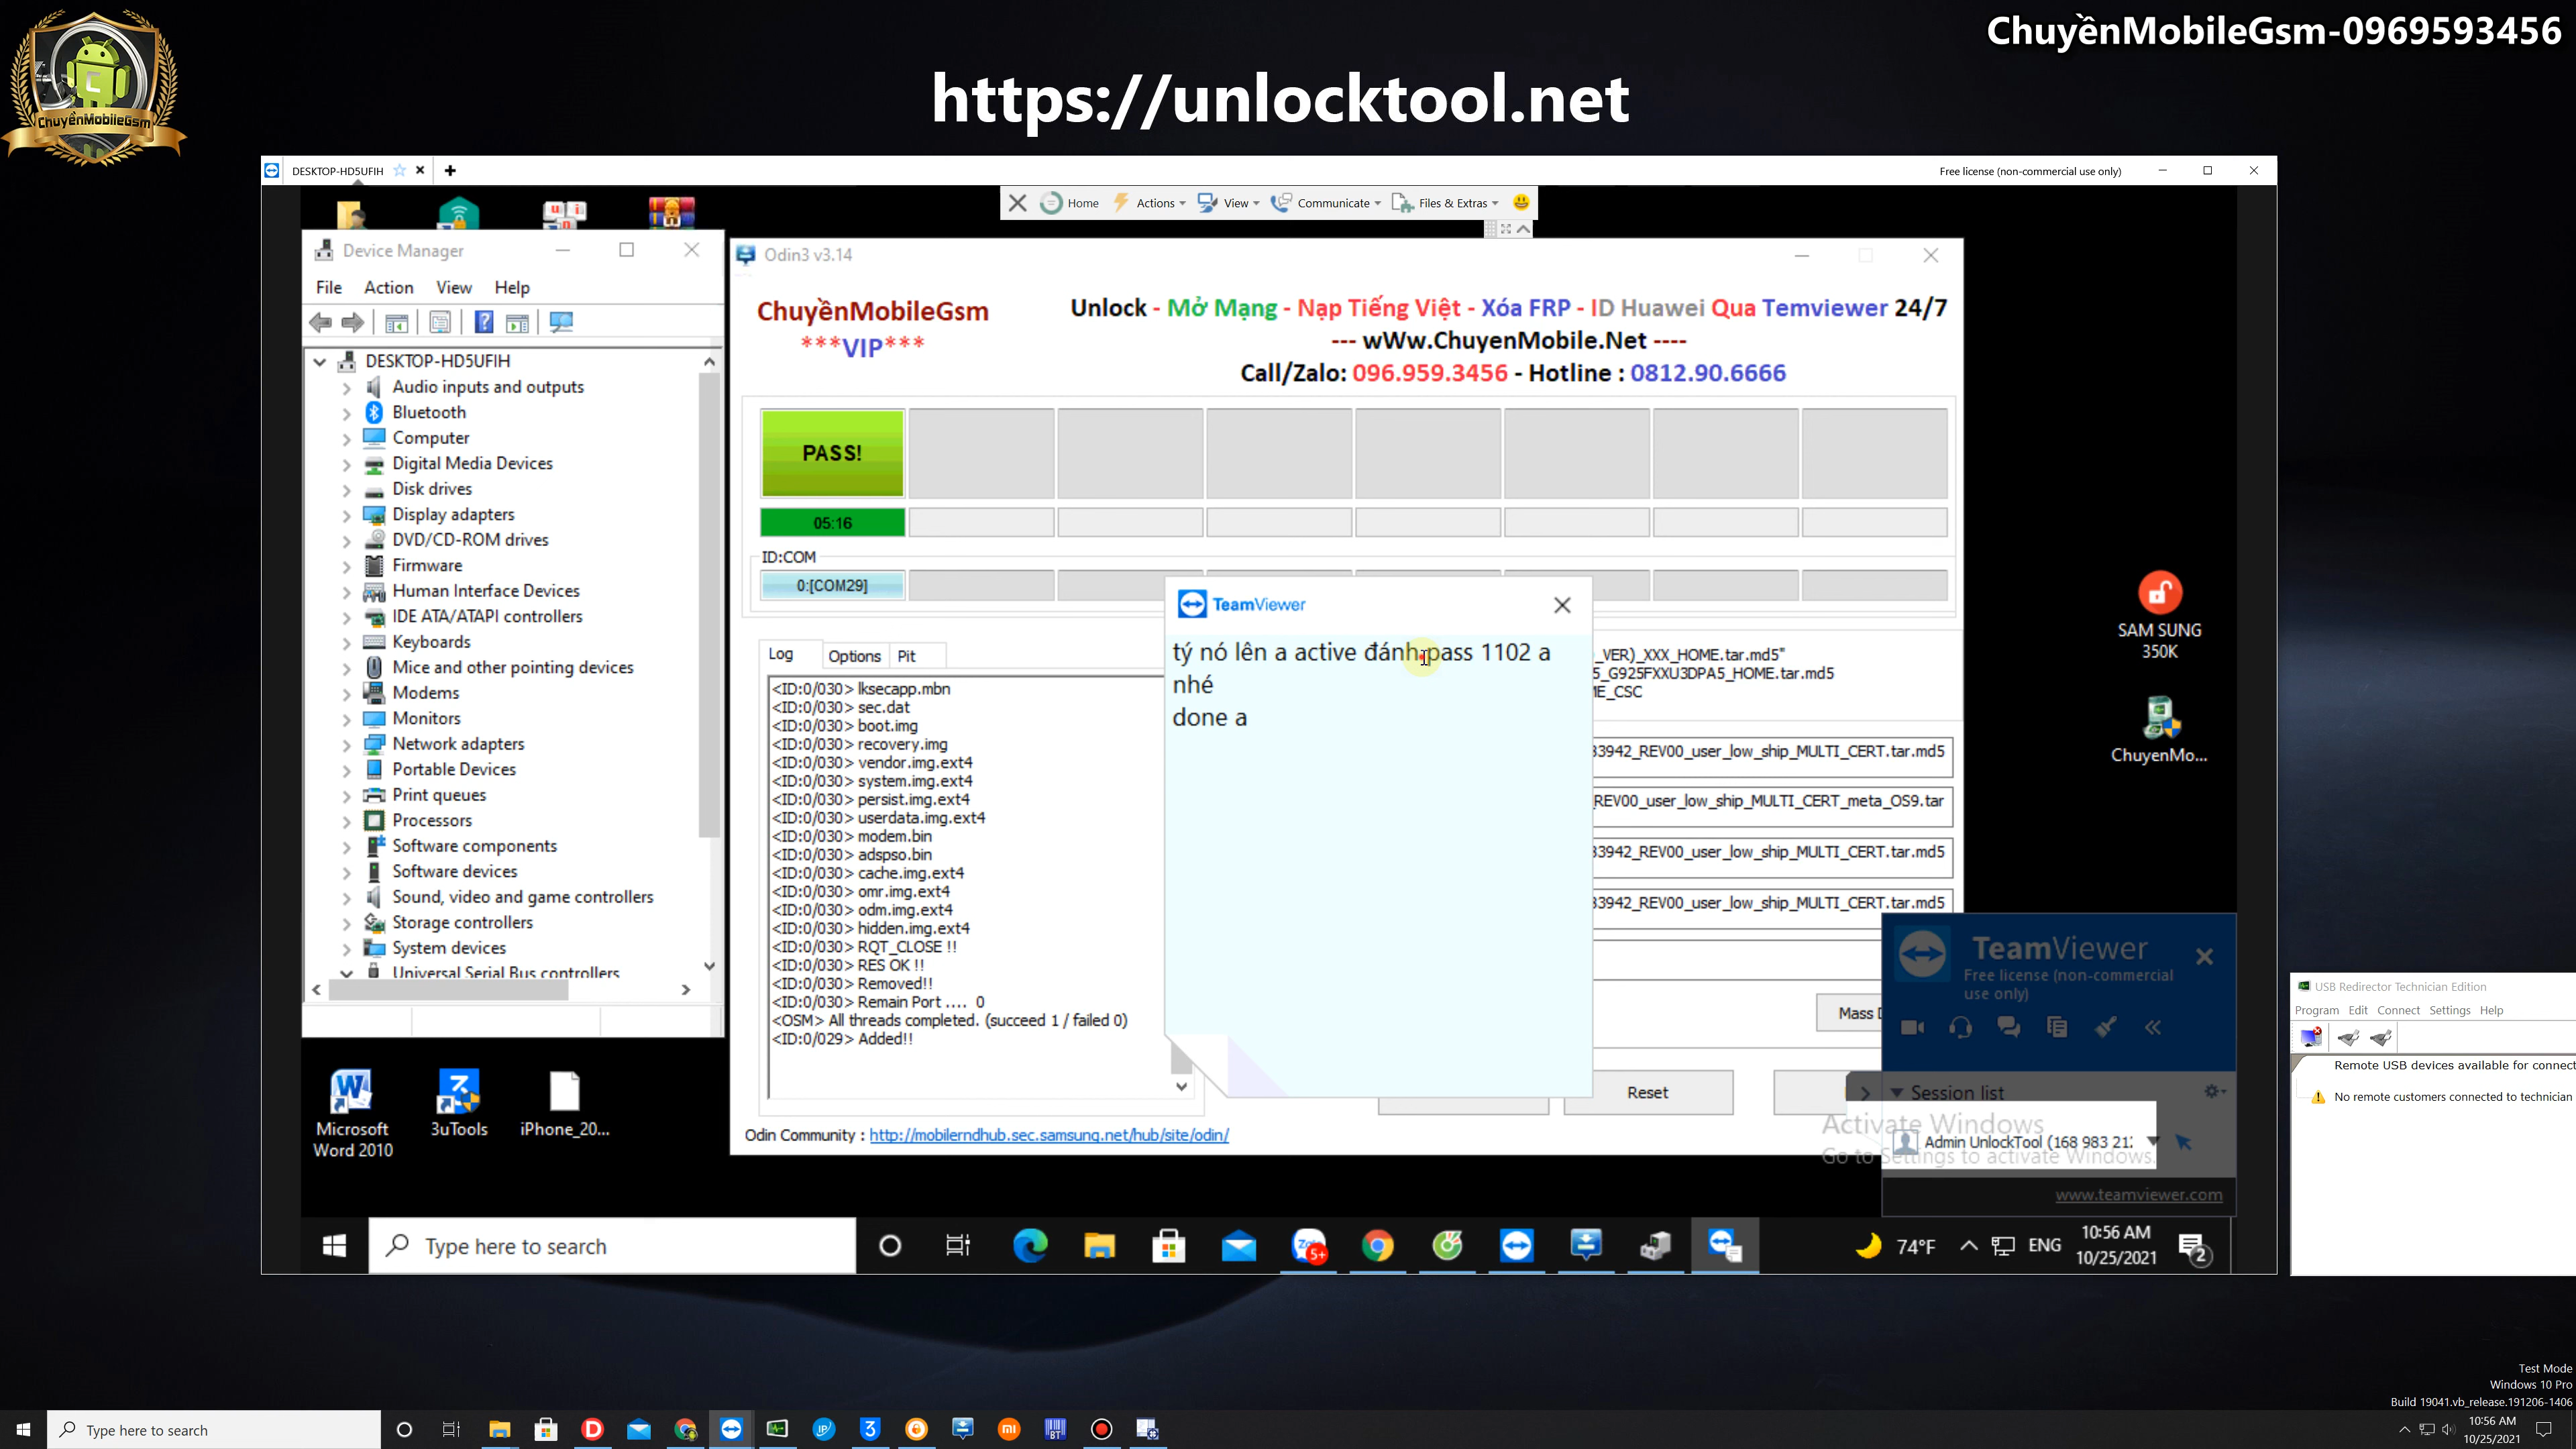 ChuyềnMobileGsm-0969593456
ChuyềnMobileGsm
https://unlocktool.net
DESKTOP-HD5UFIH
Free license (non-commercial use only)
Home
Actions
View
Communicate
Files & Extras
Device Manager
File Action View Help
DESKTOP-HD5UFIH
Audio inputs and outputs
Bluetooth
Computer
Digital Media Devices
Disk drives
Display adapters
DVD/CD-ROM drives
Firmware
Human Interface Devices
IDE ATA/ATAPI controllers
Keyboards
Mice and other pointing devices
Modems
Monitors
Network adapters
Portable Devices
Print queues
Processors
Software components
Software devices
Sound, video and game controllers
Storage controllers
System devices
Universal Serial Bus controllers
Odin3 v3.14
ChuyềnMobileGsm
***VIP***
Unlock - Mở Mạng - Nạp Tiếng Việt - Xóa FRP - ID Huawei Qua Temviewer 24/7
--- wWw.ChuyenMobile.Net ----
Call/Zalo: 096.959.3456 - Hotline : 0812.90.6666
PASS!
05:16
ID:COM
0:[COM29]
Log Options Pit
<ID:0/030> lksecapp.mbn
<ID:0/030> sec.dat
<ID:0/030> boot.img
<ID:0/030> recovery.img
<ID:0/030> vendor.img.ext4
<ID:0/030> system.img.ext4
<ID:0/030> persist.img.ext4
<ID:0/030> userdata.img.ext4
<ID:0/030> modem.bin
<ID:0/030> adspso.bin
<ID:0/030> cache.img.ext4
<ID:0/030> omr.img.ext4
<ID:0/030> odm.img.ext4
<ID:0/030> hidden.img.ext4
<ID:0/030> RQT_CLOSE !!
<ID:0/030> RES OK !!
<ID:0/030> Removed!!
<ID:0/030> Remain Port .... 0
<OSM> All threads completed. (succeed 1 / failed 0)
<ID:0/029> Added!!
TeamViewer
tý nó lên a active đánh pass 1102 a
nhé
done a
_VER)_XXX_HOME.tar.md5"
5_G925FXXU3DPA5_HOME.tar.md5
ME_CSC
33942_REV00_user_low_ship_MULTI_CERT.tar.md5
REV00_user_low_ship_MULTI_CERT_meta_OS9.tar
33942_REV00_user_low_ship_MULTI_CERT.tar.md5
33942_REV00_user_low_ship_MULTI_CERT.tar.md5
Mass D
Reset
Odin Community : http://mobilerndhub.sec.samsung.net/hub/site/odin/
SAM SUNG
350K
ChuyenMo...
TeamViewer
Free license (non-commercial
use only)
Session list
Activate Windows
Admin UnlockTool (168 983 21
Go to Settings to activate Windows.
www.teamviewer.com
Microsoft
Word 2010
3uTools
iPhone_20...
Type here to search
5+
74°F
ENG
10:56 AM
10/25/2021
2
USB Redirector Technician Edition
Program Edit Connect Settings Help
Remote USB devices available for connect
No remote customers connected to technician
Test Mode
Windows 10 Pro
Build 19041.vb_release.191206-1406
Type here to search
10:56 AM
10/25/2021